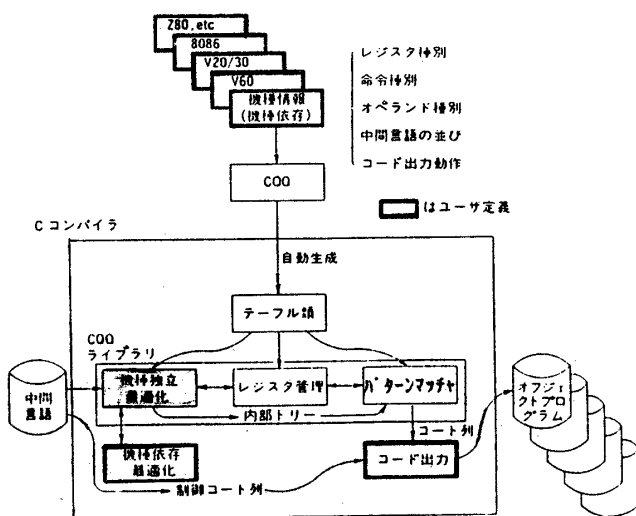 Z80,etc
8086
V20/30
V60
機種情報
(機種依存)
レジスタ種別
命令種別
オペランド種別
中間言語の並び
コード出力動作
CQQ
はユーザ定義
Cコンパイラ
自動生成
テーブル類
CQQ
ライブラリ
中間
言語
機種独立
最適化
レジスタ管理
パターンマッチャ
内部トリー
機種依存
最適化
コード列
コード出力
制御コード列
オブジェ
クトプロ
グラム